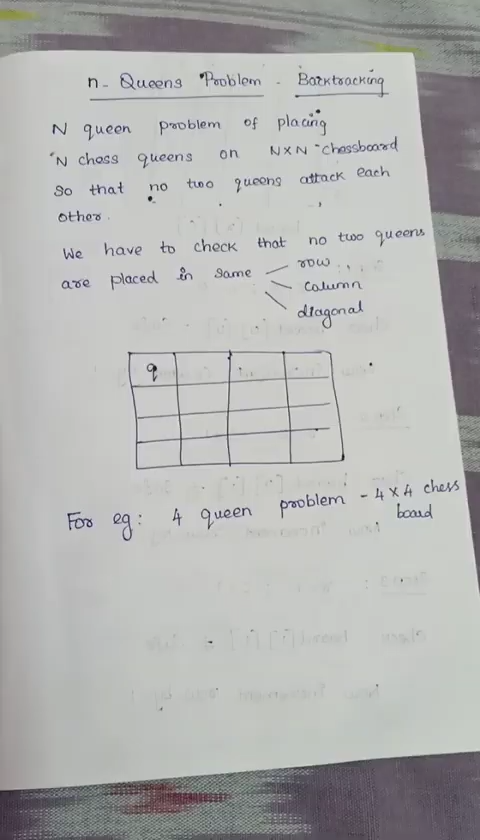 n - Queens Problem - Backtracking
N queen problem of placing
N chess queens on N×N chessboard
so that no two queens attack each
other.
We have to check that no two queens
are placed in same row
column
diagonal
q
For eg: 4 queen problem - 4×4 chess
board